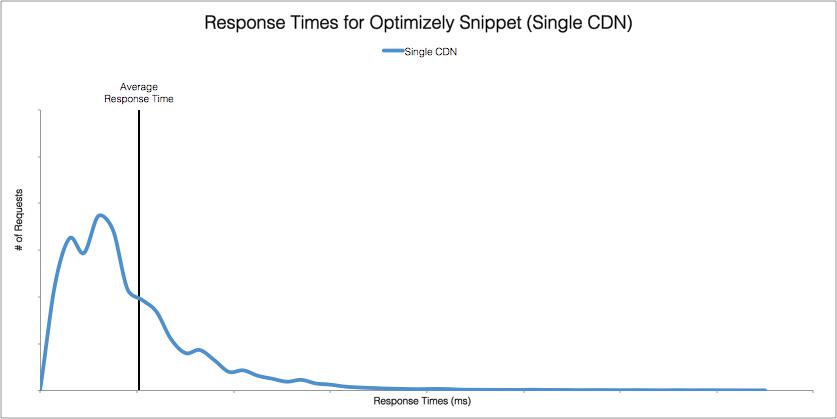 Response Times for Optimizely Snippet (Single CDN)
Single CDN
Average
Response Time
# of Requests
Response Times (ms)